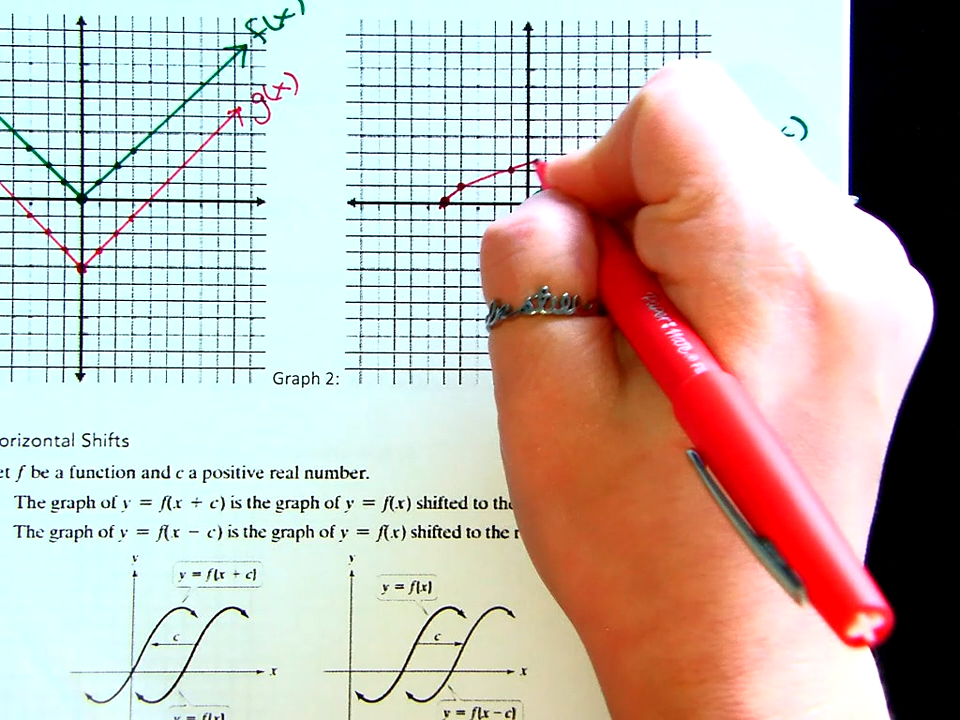 f(x)
g(x)
Graph 2:
orizontal Shifts
et f be a function and c a positive real number.
The graph of y = f(x + c) is the graph of y = f(x) shifted to the
The graph of y = f(x − c) is the graph of y = f(x) shifted to the r
y
y = f(x + c)
c
x
y = f(x)
y
y = f(x)
c
x
y = f(x − c)